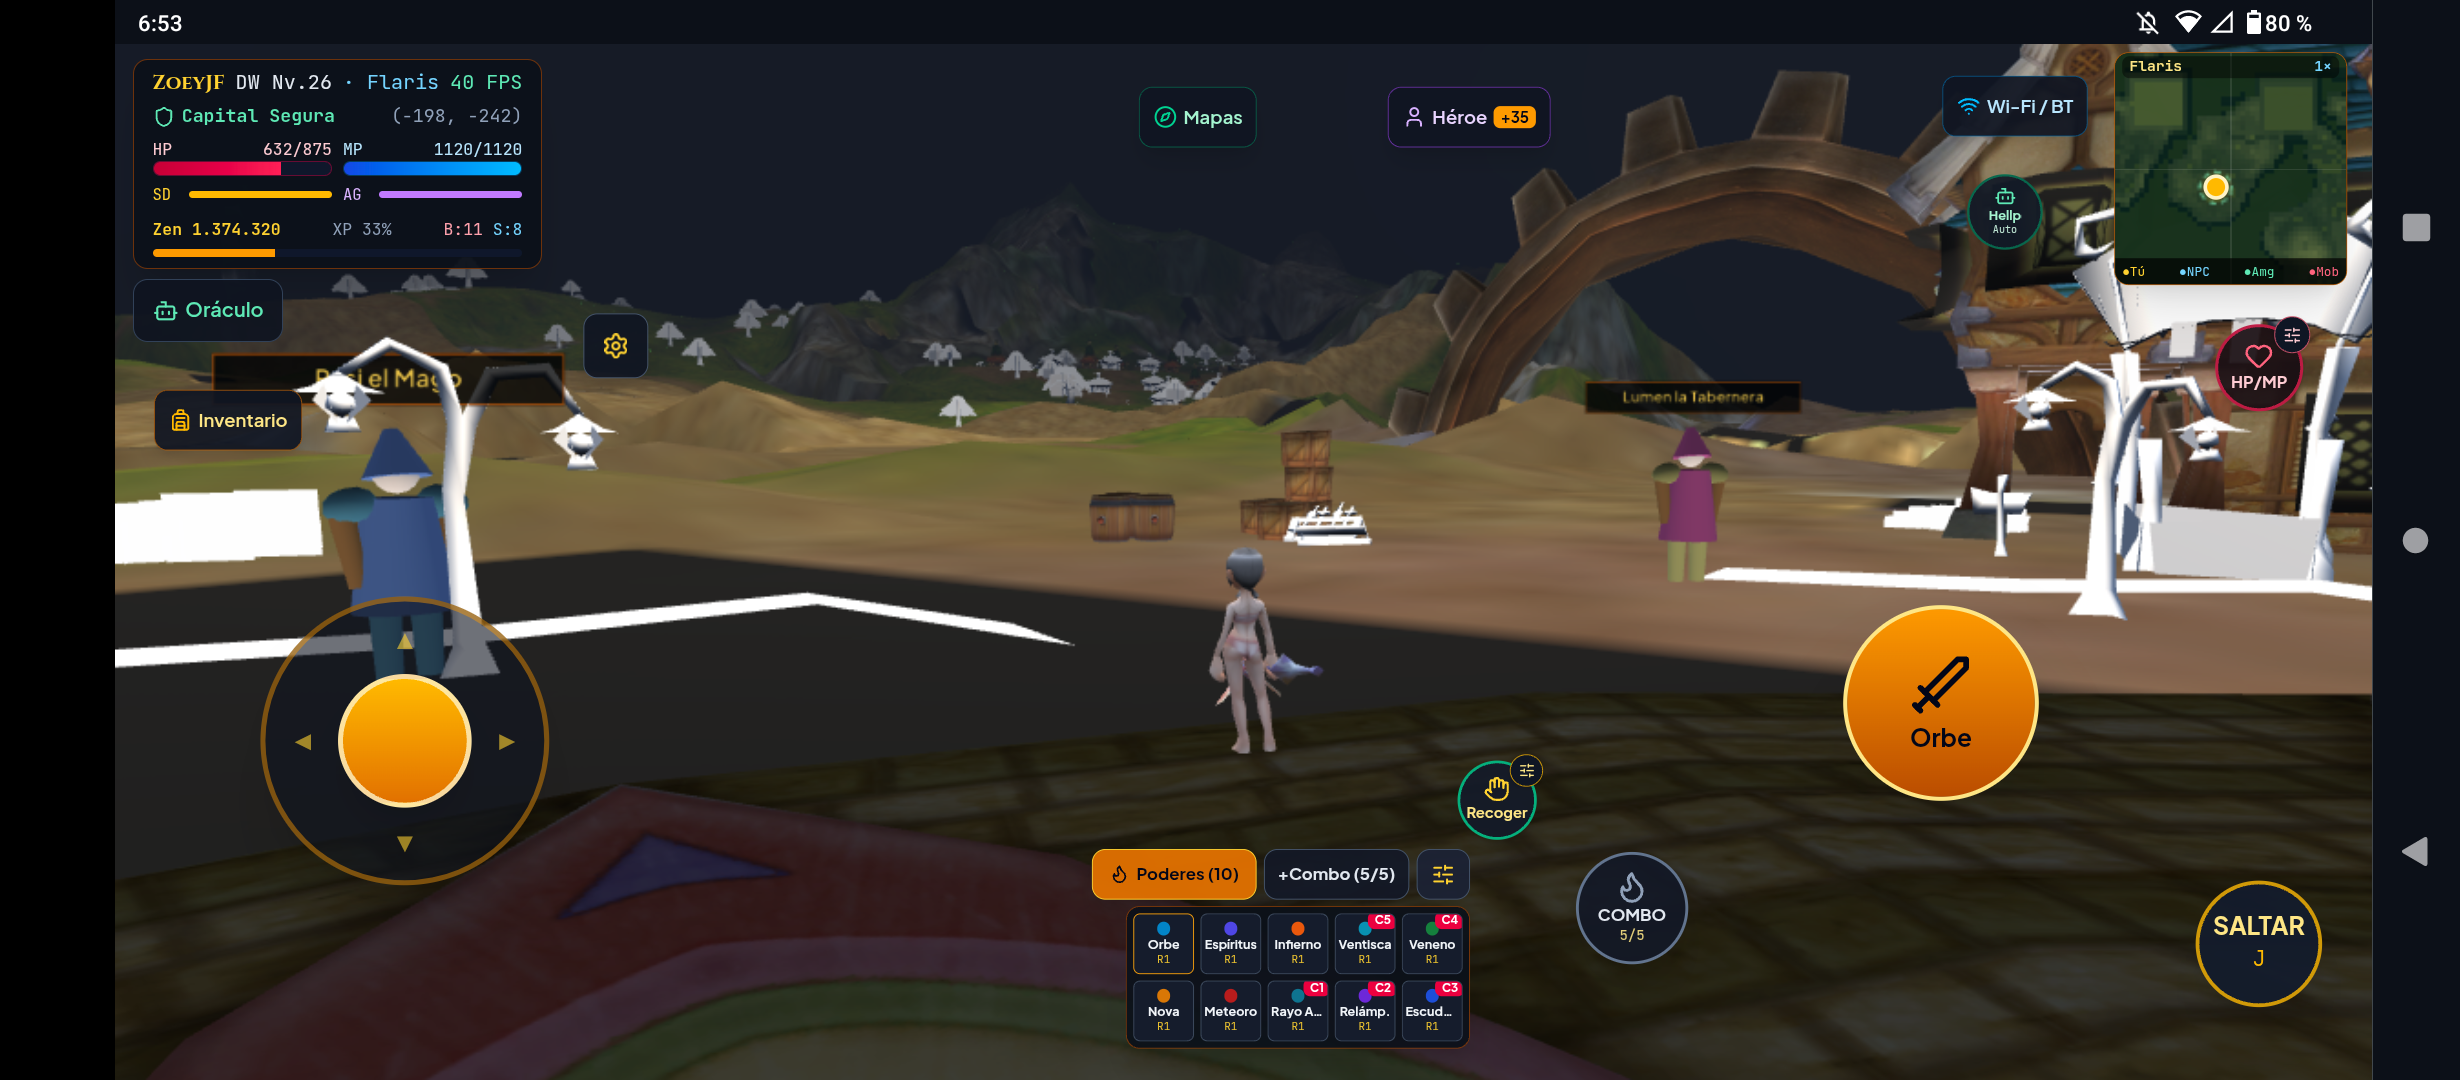 6:53
80 %
ZOEYJF DW Nv.26 · Flaris 40 FPS
Capital Segura (-198, -242)
HP 632/875 MP 1120/1120
SD AG
Zen 1.374.320 XP 33% B:11 S:8
Oráculo
Inventario
el Mago
Mapas
Héroe +35
Wi-Fi / BT
Flaris 1×
Tú NPC Amg Mob
Hellp
Auto
HP/MP
Lumen la Tabernera
Orbe
Recoger
Poderes (10) +Combo (5/5)
C5 C4
Orbe Espíritus Infierno Ventisca Veneno
R1 R1 R1 R1 R1
C1 C2 C3
Nova Meteoro Rayo A... Relámp. Escud...
R1 R1 R1 R1 R1
COMBO
5/5
SALTAR
J